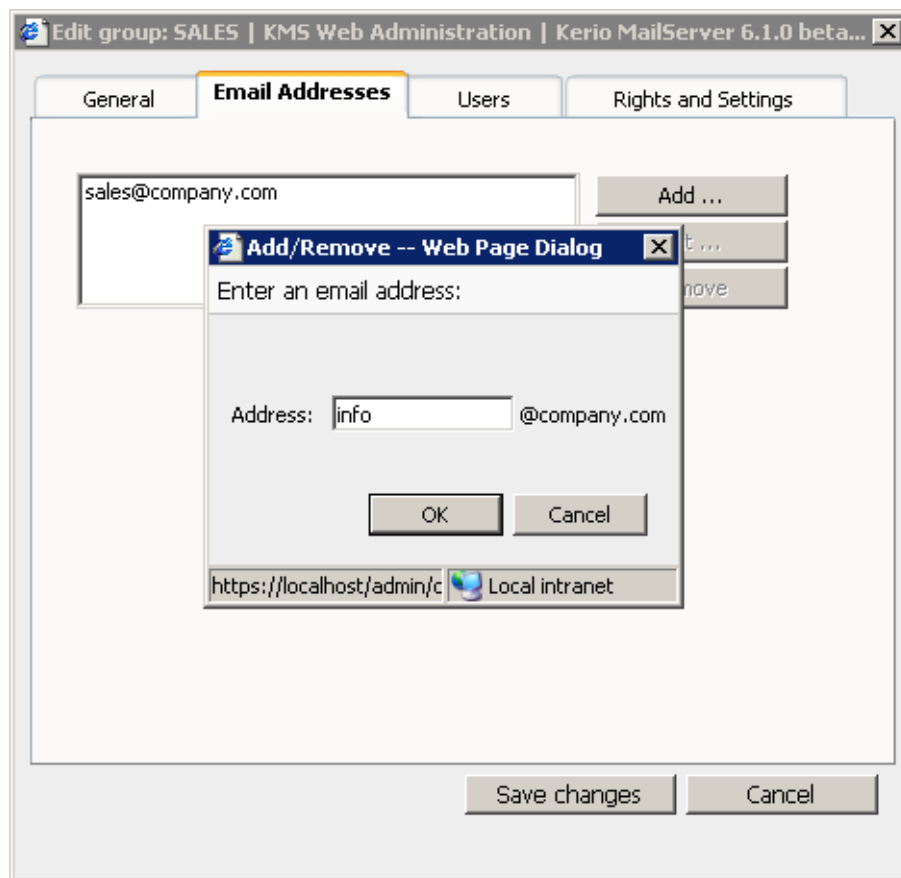 Edit group: SALES | KMS Web Administration | Kerio MailServer 6.1.0 beta...
General
Email Addresses
Users
Rights and Settings
sales@company.com
Add ...
t ...
move
Add/Remove -- Web Page Dialog
Enter an email address:
Address: info @company.com
OK
Cancel
https://localhost/admin/c
Local intranet
Save changes
Cancel